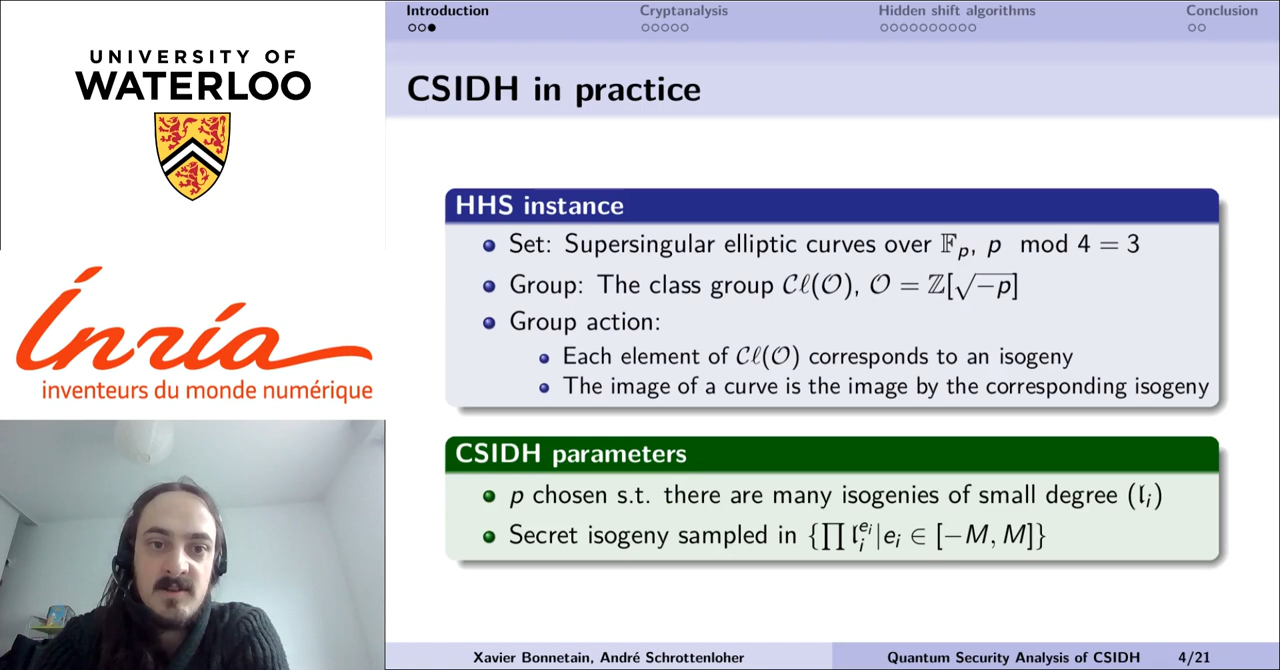 UNIVERSITY OF
WATERLOO
Inria
inventeurs du monde numérique
Introduction
Cryptanalysis
Hidden shift algorithms
Conclusion
CSIDH in practice
HHS instance
Set: Supersingular elliptic curves over 𝔽_p, p mod 4 = 3
Group: The class group 𝒞ℓ(𝒪), 𝒪 = ℤ[√−p]
Group action:
Each element of 𝒞ℓ(𝒪) corresponds to an isogeny
The image of a curve is the image by the corresponding isogeny
CSIDH parameters
p chosen s.t. there are many isogenies of small degree (𝔩_i)
Secret isogeny sampled in {∏ 𝔩_i^{e_i} | e_i ∈ [−M, M]}
Xavier Bonnetain, André Schrottenloher
Quantum Security Analysis of CSIDH
4/21